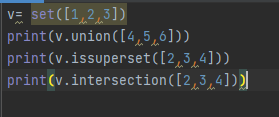 v= set([1,2,3])
print(v.union([4,5,6]))
print(v.issuperset([2,3,4]))
print(v.intersection([2,3,4]))